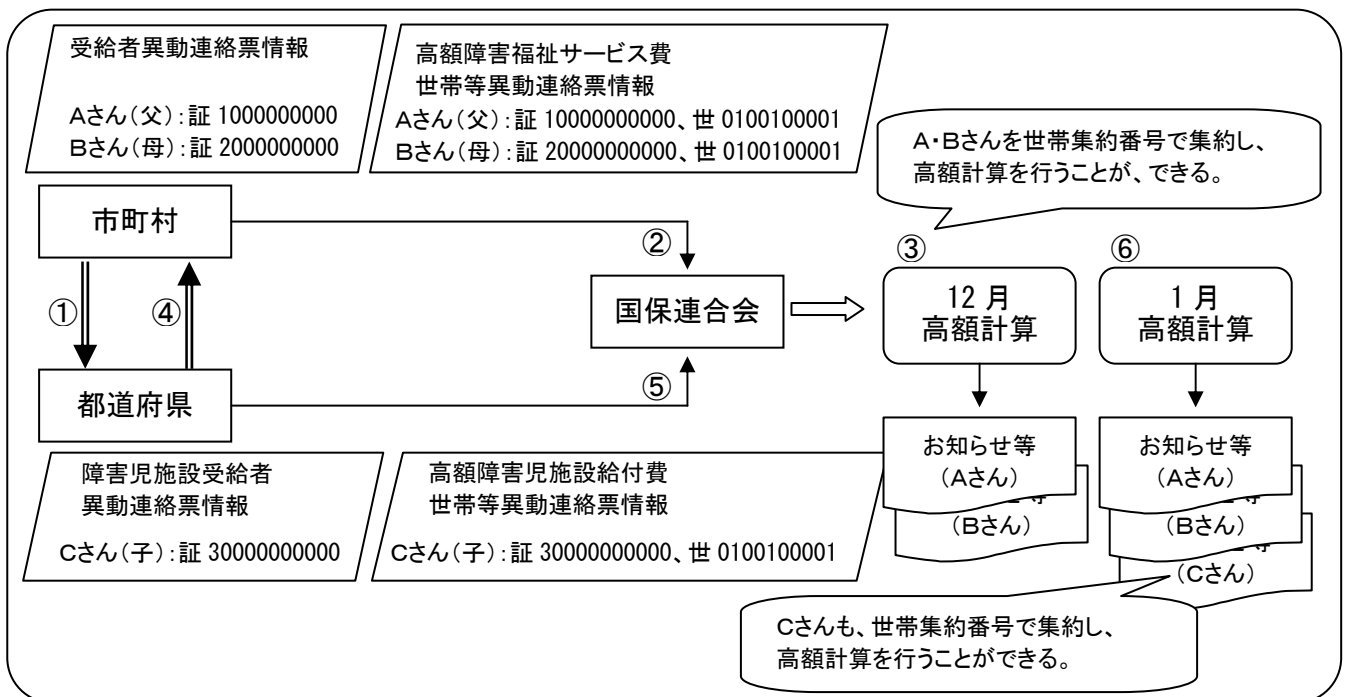 受給者異動連絡票情報
Aさん(父):証 1000000000
Bさん(母):証 2000000000
高額障害福祉サービス費
世帯等異動連絡票情報
Aさん(父):証 10000000000、世 0100100001
Bさん(母):証 20000000000、世 0100100001
A・Bさんを世帯集約番号で集約し、
高額計算を行うことが、できる。
市町村
②
①
④
国保連合会
③
12 月
高額計算
⑥
1 月
高額計算
都道府県
⑤
障害児施設受給者
異動連絡票情報
Cさん(子):証 30000000000
高額障害児施設給付費
世帯等異動連絡票情報
Cさん(子):証 30000000000、世 0100100001
お知らせ等
(Aさん)
(Bさん)
お知らせ等
(Aさん)
(Bさん)
(Cさん)
Cさんも、世帯集約番号で集約し、
高額計算を行うことができる。